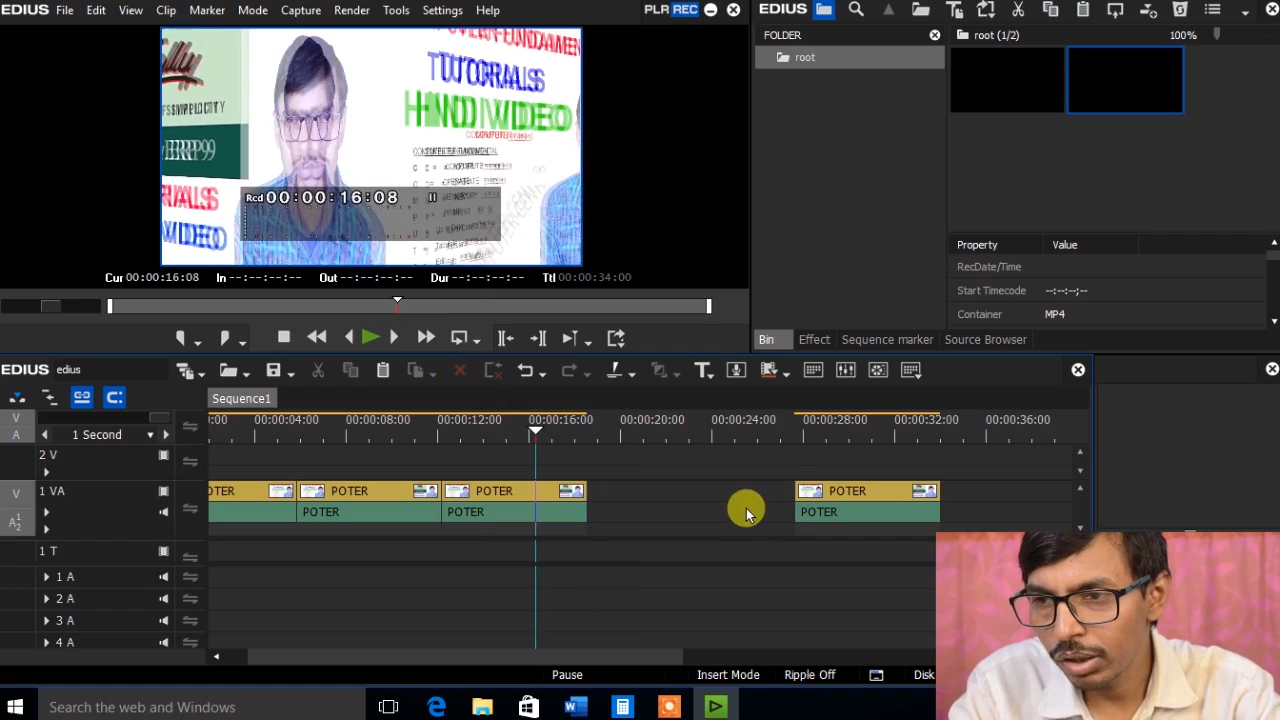 EDIUS File Edit View Clip Marker Mode Capture Render Tools Settings Help PLR REC
EDIUS
FOLDER
root
root (1/2) 100%
TUTORIALS
HINDI VIDEO
Rcd 00:00:16:08
Cur 00:00:16:08 In --:--:--:-- Out --:--:--:-- Dur --:--:--:-- Ttl 00:00:34:00
Property Value
RecDate/Time
Start Timecode --:--:--;--
Container MP4
Bin Effect Sequence marker Source Browser
EDIUS edius
Sequence1
V
A
1 Second
00:00:04:00 00:00:08:00 00:00:12:00 00:00:16:00 00:00:20:00 00:00:24:00 00:00:28:00 00:00:32:00 00:00:36:00
2 V
V
1 VA
POTER POTER POTER
A1
POTER POTER POTER
1 T
1 A
2 A
3 A
4 A
Pause Insert Mode Ripple Off Disk
Search the web and Windows